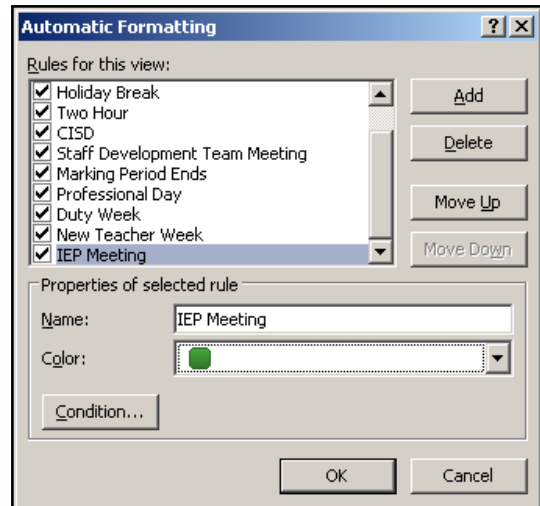 Automatic Formatting
Rules for this view:
Holiday Break
Two Hour
CISD
Staff Development Team Meeting
Marking Period Ends
Professional Day
Duty Week
New Teacher Week
IEP Meeting
Add
Delete
Move Up
Move Down
Properties of selected rule
Name: IEP Meeting
Color:
Condition...
OK Cancel